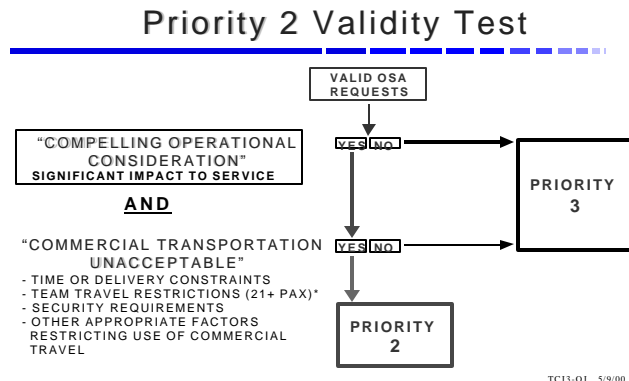 Priority 2 Validity Test
VALID OSA
REQUESTS
“COMPELLING OPERATIONAL
CONSIDERATION”
SIGNIFICANT IMPACT TO SERVICE
YES NO
AND
PRIORITY
3
“COMMERCIAL TRANSPORTATION
UNACCEPTABLE”
YES NO
- TIME OR DELIVERY CONSTRAINTS
- TEAM TRAVEL RESTRICTIONS (21+ PAX)*
- SECURITY REQUIREMENTS
- OTHER APPROPRIATE FACTORS
RESTRICTING USE OF COMMERCIAL
TRAVEL
PRIORITY
2
5/9/00